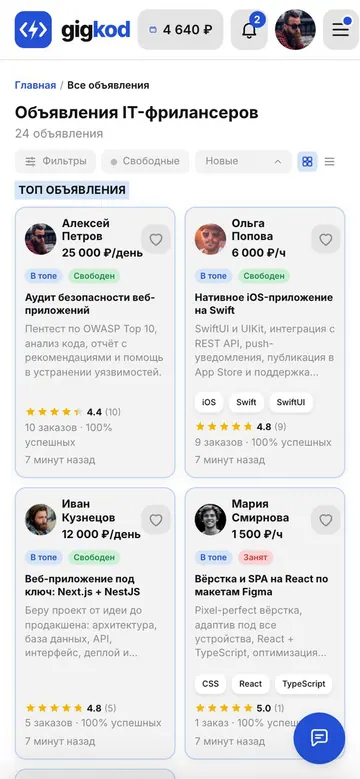 gigkod
4 640 ₽
2
Главная / Все объявления
Объявления IT-фрилансеров
24 объявления
Фильтры
Свободные
Новые
ТОП ОБЪЯВЛЕНИЯ
Алексей
Петров
25 000 ₽/день
В топе
Свободен
Аудит безопасности веб-
приложений
Пентест по OWASP Top 10,
анализ кода, отчёт с
рекомендациями и помощь
в устранении уязвимостей.
4.4 (10)
10 заказов · 100%
успешных
7 минут назад
Ольга
Попова
6 000 ₽/ч
В топе
Свободен
Нативное iOS-приложение
на Swift
SwiftUI и UIKit, интеграция с
REST API, push-
уведомления, публикация в
App Store и поддержка...
iOS
Swift
SwiftUI
4.8 (9)
9 заказов · 100% успешных
7 минут назад
Иван
Кузнецов
12 000 ₽/день
В топе
Свободен
Веб-приложение под
ключ: Next.js + NestJS
Беру проект от идеи до
продакшена: архитектура,
база данных, API,
интерфейс, деплой и...
4.8 (5)
5 заказов · 100% успешных
7 минут назад
Мария
Смирнова
1 500 ₽/ч
В топе
Занят
Вёрстка и SPA на React по
макетам Figma
Pixel-perfect вёрстка,
адаптив под все
устройства, React +
TypeScript, оптимизация...
CSS
React
TypeScript
5.0 (1)
1 заказ · 100% успешных
7 минут назад